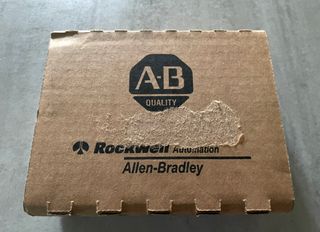 A-B
QUALITY
Rockwell Automation
Allen-Bradley